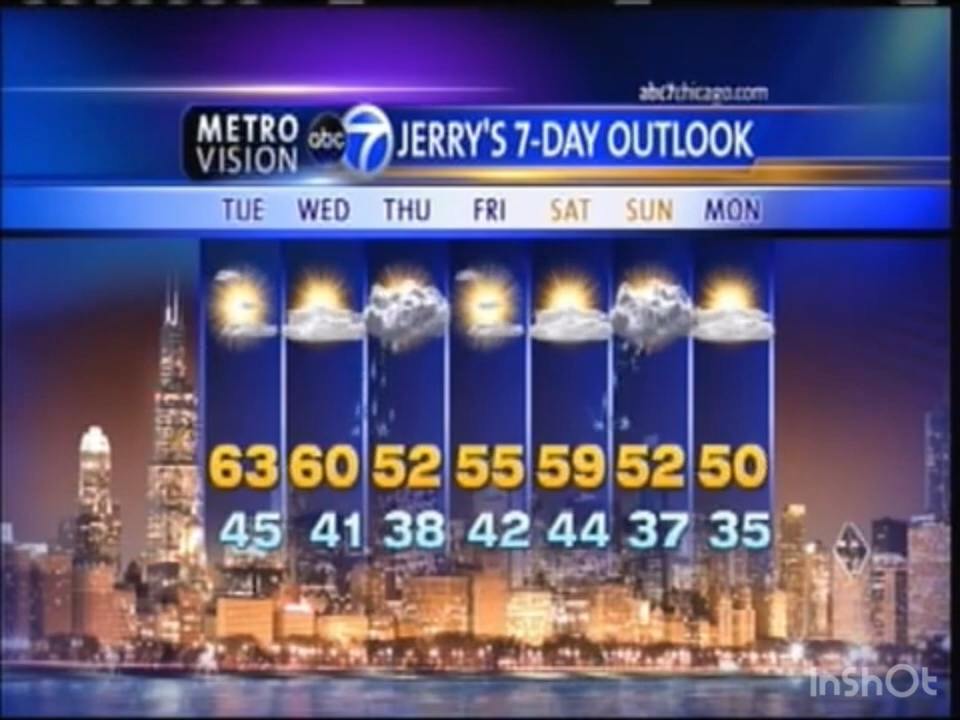 abc7chicago.com
METRO VISION abc 7 JERRY'S 7-DAY OUTLOOK
TUE WED THU FRI SAT SUN MON
63 60 52 55 59 52 50
45 41 38 42 44 37 35
InShOt